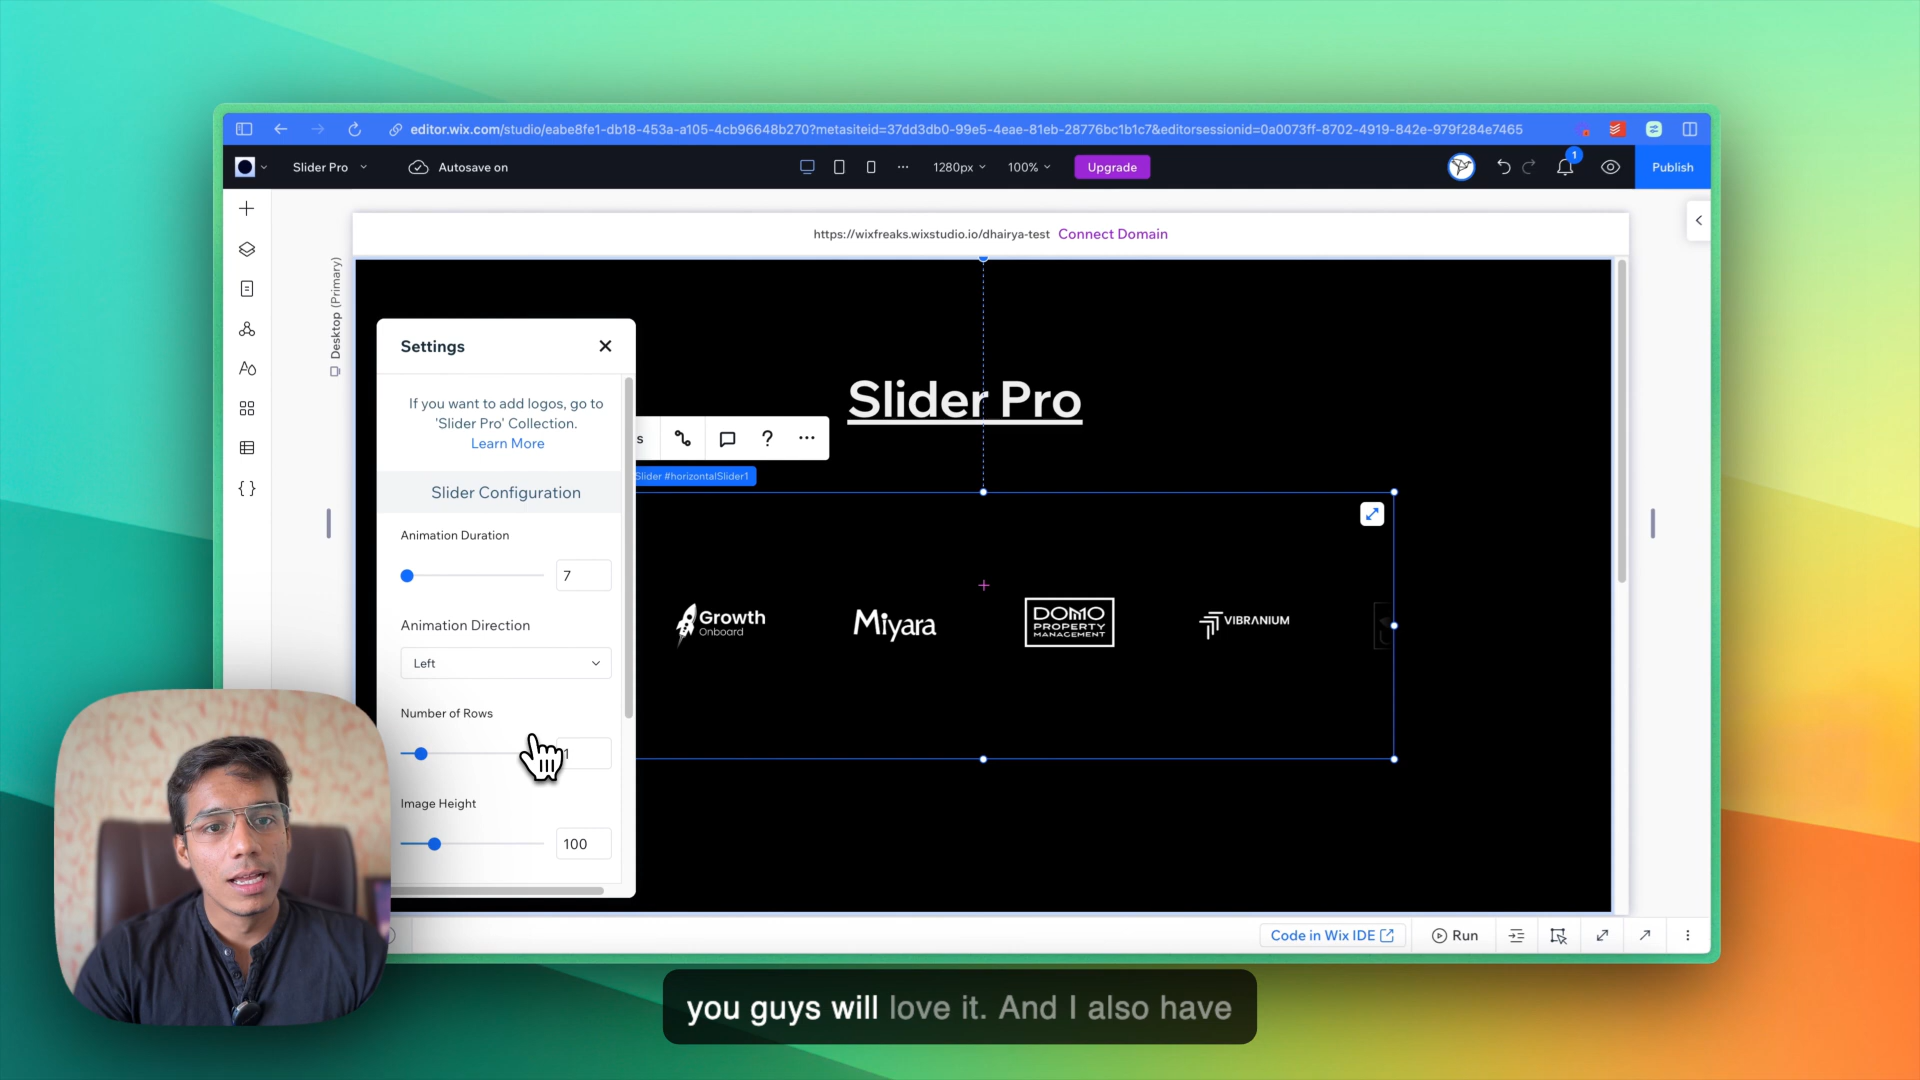 editor.wix.com/studio/eabe8fe1-db18-453a-a105-4cb96648b270?metasiteid=37dd3db0-99e5-4eae-81eb-28776bc1b1c7&editorsessionid=0a0073ff-8702-4919-842e-979f284e7465
Slider Pro
Autosave on
1280px
100%
Upgrade
1
Publish
https://wixfreaks.wixstudio.io/dhairya-test Connect Domain
Desktop (Primary)
Settings
If you want to add logos, go to
'Slider Pro' Collection.
Learn More
Slider Configuration
Animation Duration
7
Animation Direction
Left
Number of Rows
1
Image Height
100
Slider Pro
s
?
Slider #horizontalSlider1
Growth
Onboard
Miyara
DOMO
PROPERTY
MANAGEMENT
VIBRANIUM
Code in Wix IDE
Run
you guys will love it. And I also have